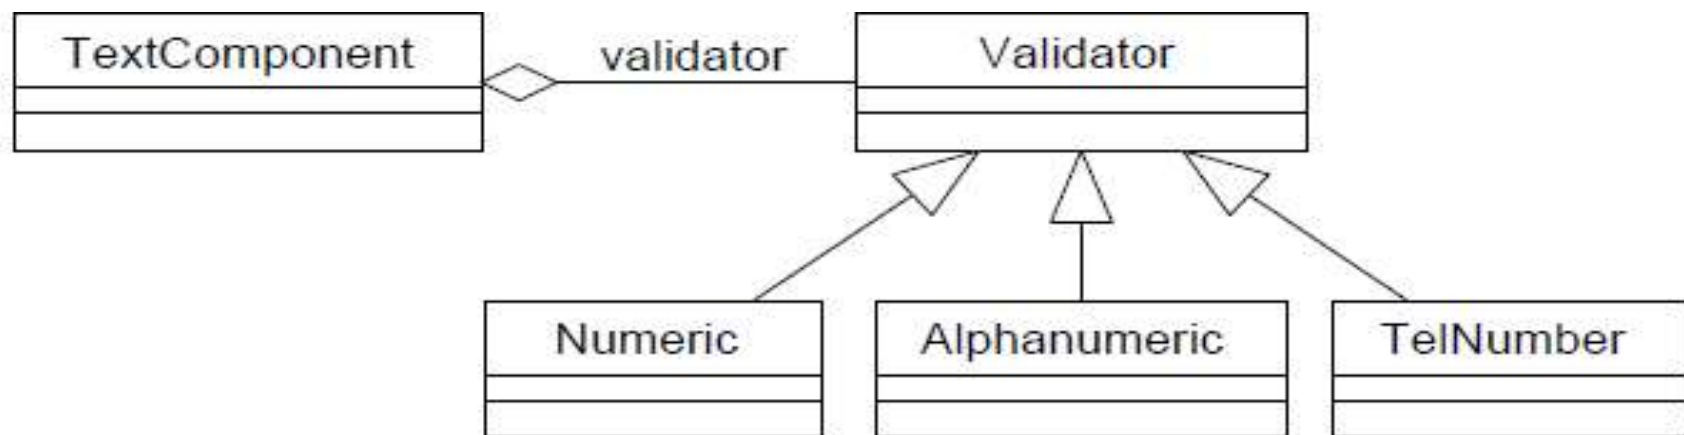 TextComponent
validator
Validator
Numeric
Alphanumeric
TelNumber